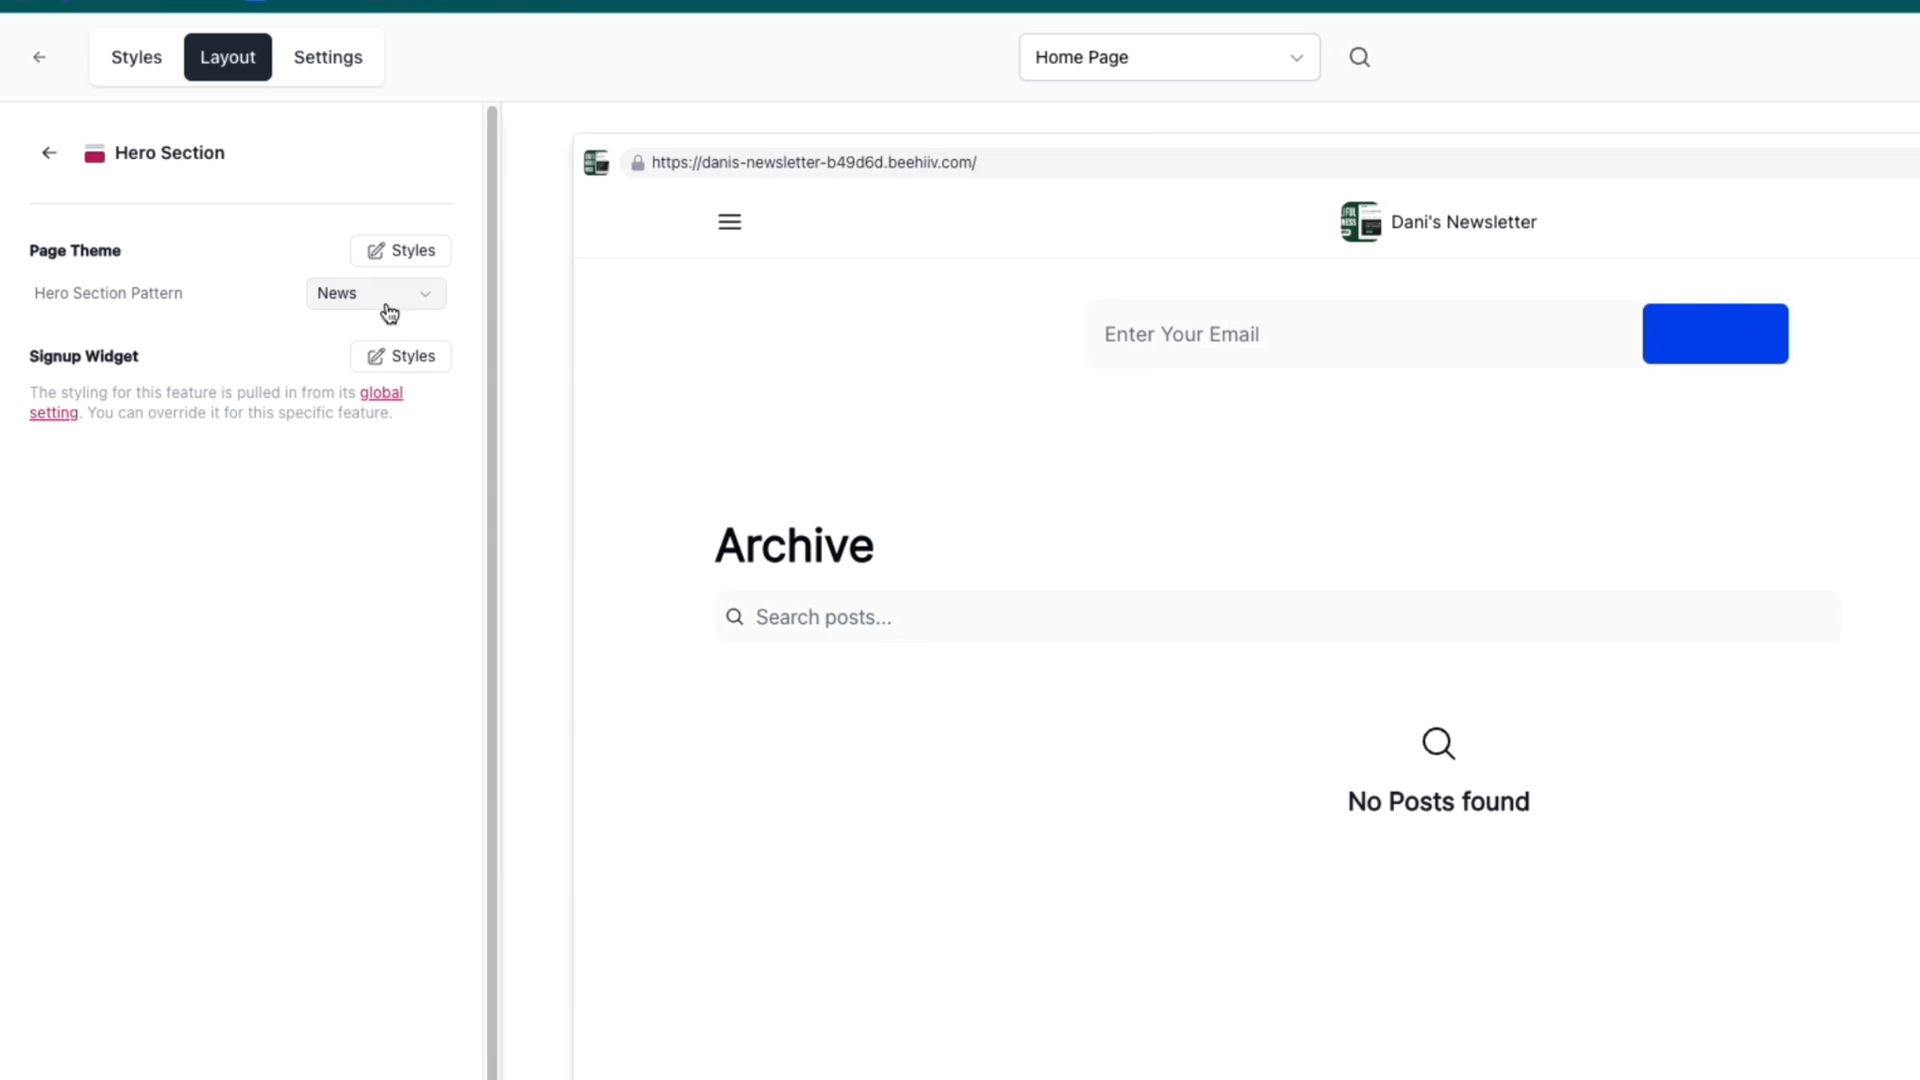 Styles
Layout
Settings
Home Page
Hero Section
Page Theme
Styles
Hero Section Pattern
News
Signup Widget
Styles
The styling for this feature is pulled in from its global
setting. You can override it for this specific feature.
https://danis-newsletter-b49d6d.beehiiv.com/
Dani's Newsletter
Enter Your Email
Archive
Search posts...
No Posts found